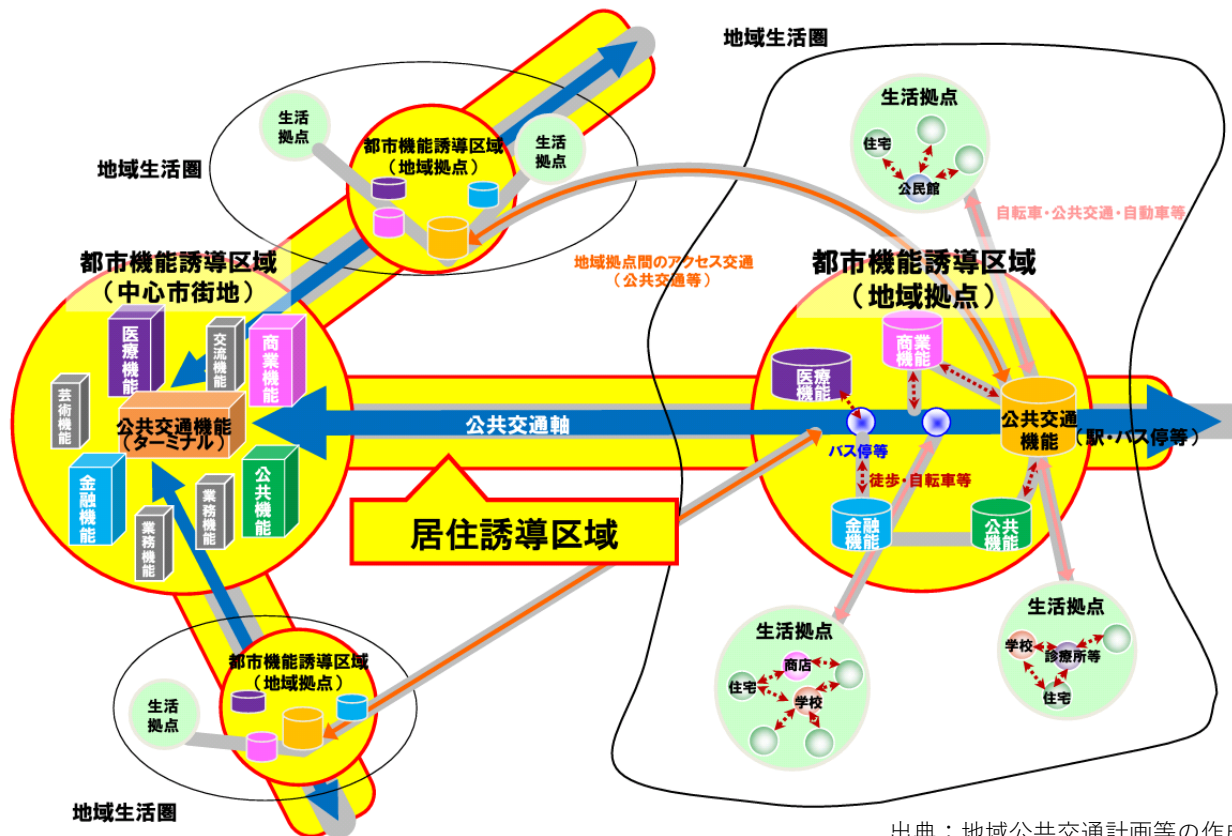 地域生活圏
生活
拠点
都市機能誘導区域
(地域拠点)
生活
拠点
地域生活圏
生活拠点
住宅
公民館
自転車・公共交通・自動車等
地域拠点間のアクセス交通
(公共交通等)
都市機能誘導区域
(中心市街地)
医療機能
交流機能
商業機能
芸術機能
公共交通機能
(ターミナル)
金融機能
業務機能
業務機能
公共機能
公共交通軸
居住誘導区域
都市機能誘導区域
(地域拠点)
商業
機能
医療
機能
公共交通
機能
(駅・バス停等)
バス停等
徒歩・自転車等
金融
機能
公共
機能
生活拠点
商店
住宅
学校
生活拠点
学校
診療所等
住宅
都市機能誘導区域
(地域拠点)
生活
拠点
地域生活圏
出典:地域公共交通計画等の作